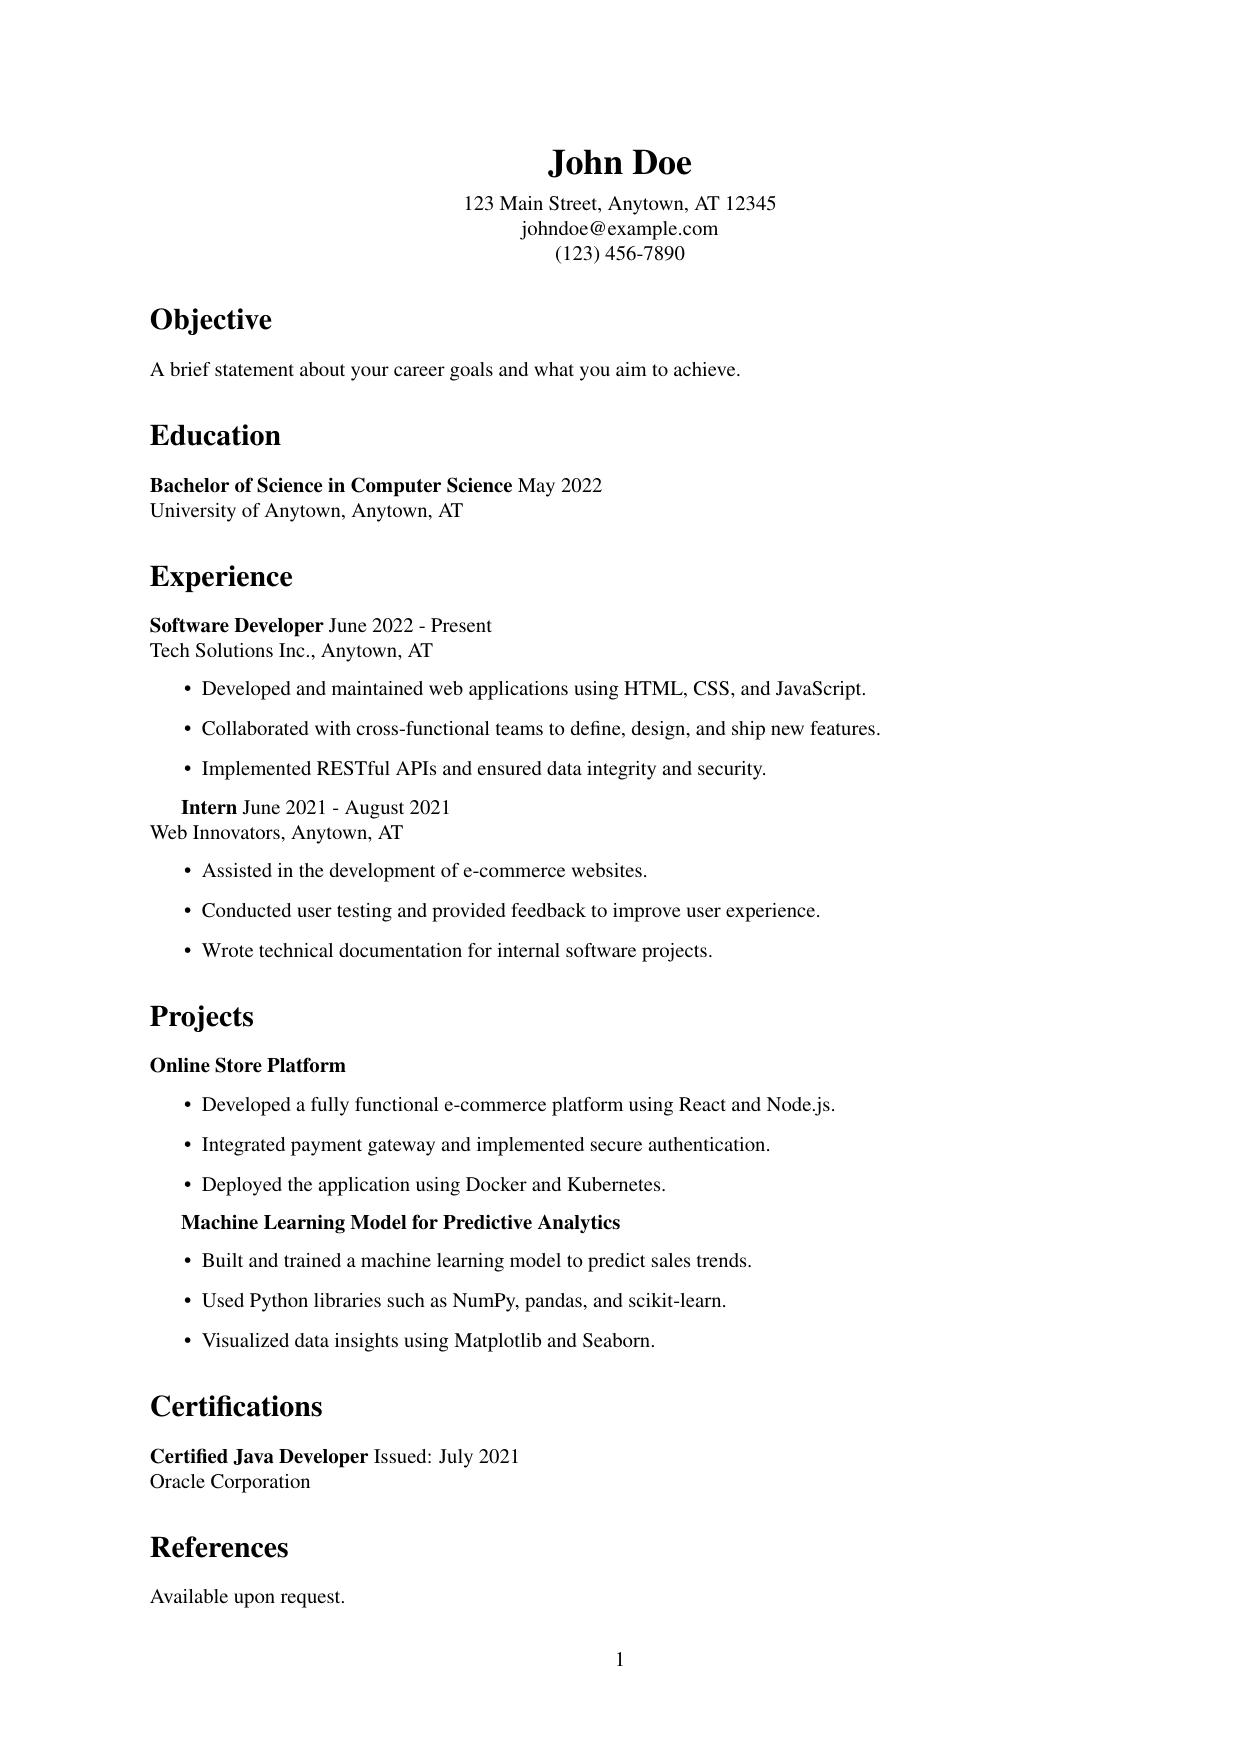 John Doe
123 Main Street, Anytown, AT 12345
johndoe@example.com
(123) 456-7890
Objective
A brief statement about your career goals and what you aim to achieve.
Education
Bachelor of Science in Computer Science May 2022
University of Anytown, Anytown, AT
Experience
Software Developer June 2022 - Present
Tech Solutions Inc., Anytown, AT
• Developed and maintained web applications using HTML, CSS, and JavaScript.
• Collaborated with cross-functional teams to define, design, and ship new features.
• Implemented RESTful APIs and ensured data integrity and security.
Intern June 2021 - August 2021
Web Innovators, Anytown, AT
• Assisted in the development of e-commerce websites.
• Conducted user testing and provided feedback to improve user experience.
• Wrote technical documentation for internal software projects.
Projects
Online Store Platform
• Developed a fully functional e-commerce platform using React and Node.js.
• Integrated payment gateway and implemented secure authentication.
• Deployed the application using Docker and Kubernetes.
Machine Learning Model for Predictive Analytics
• Built and trained a machine learning model to predict sales trends.
• Used Python libraries such as NumPy, pandas, and scikit-learn.
• Visualized data insights using Matplotlib and Seaborn.
Certifications
Certified Java Developer Issued: July 2021
Oracle Corporation
References
Available upon request.
1